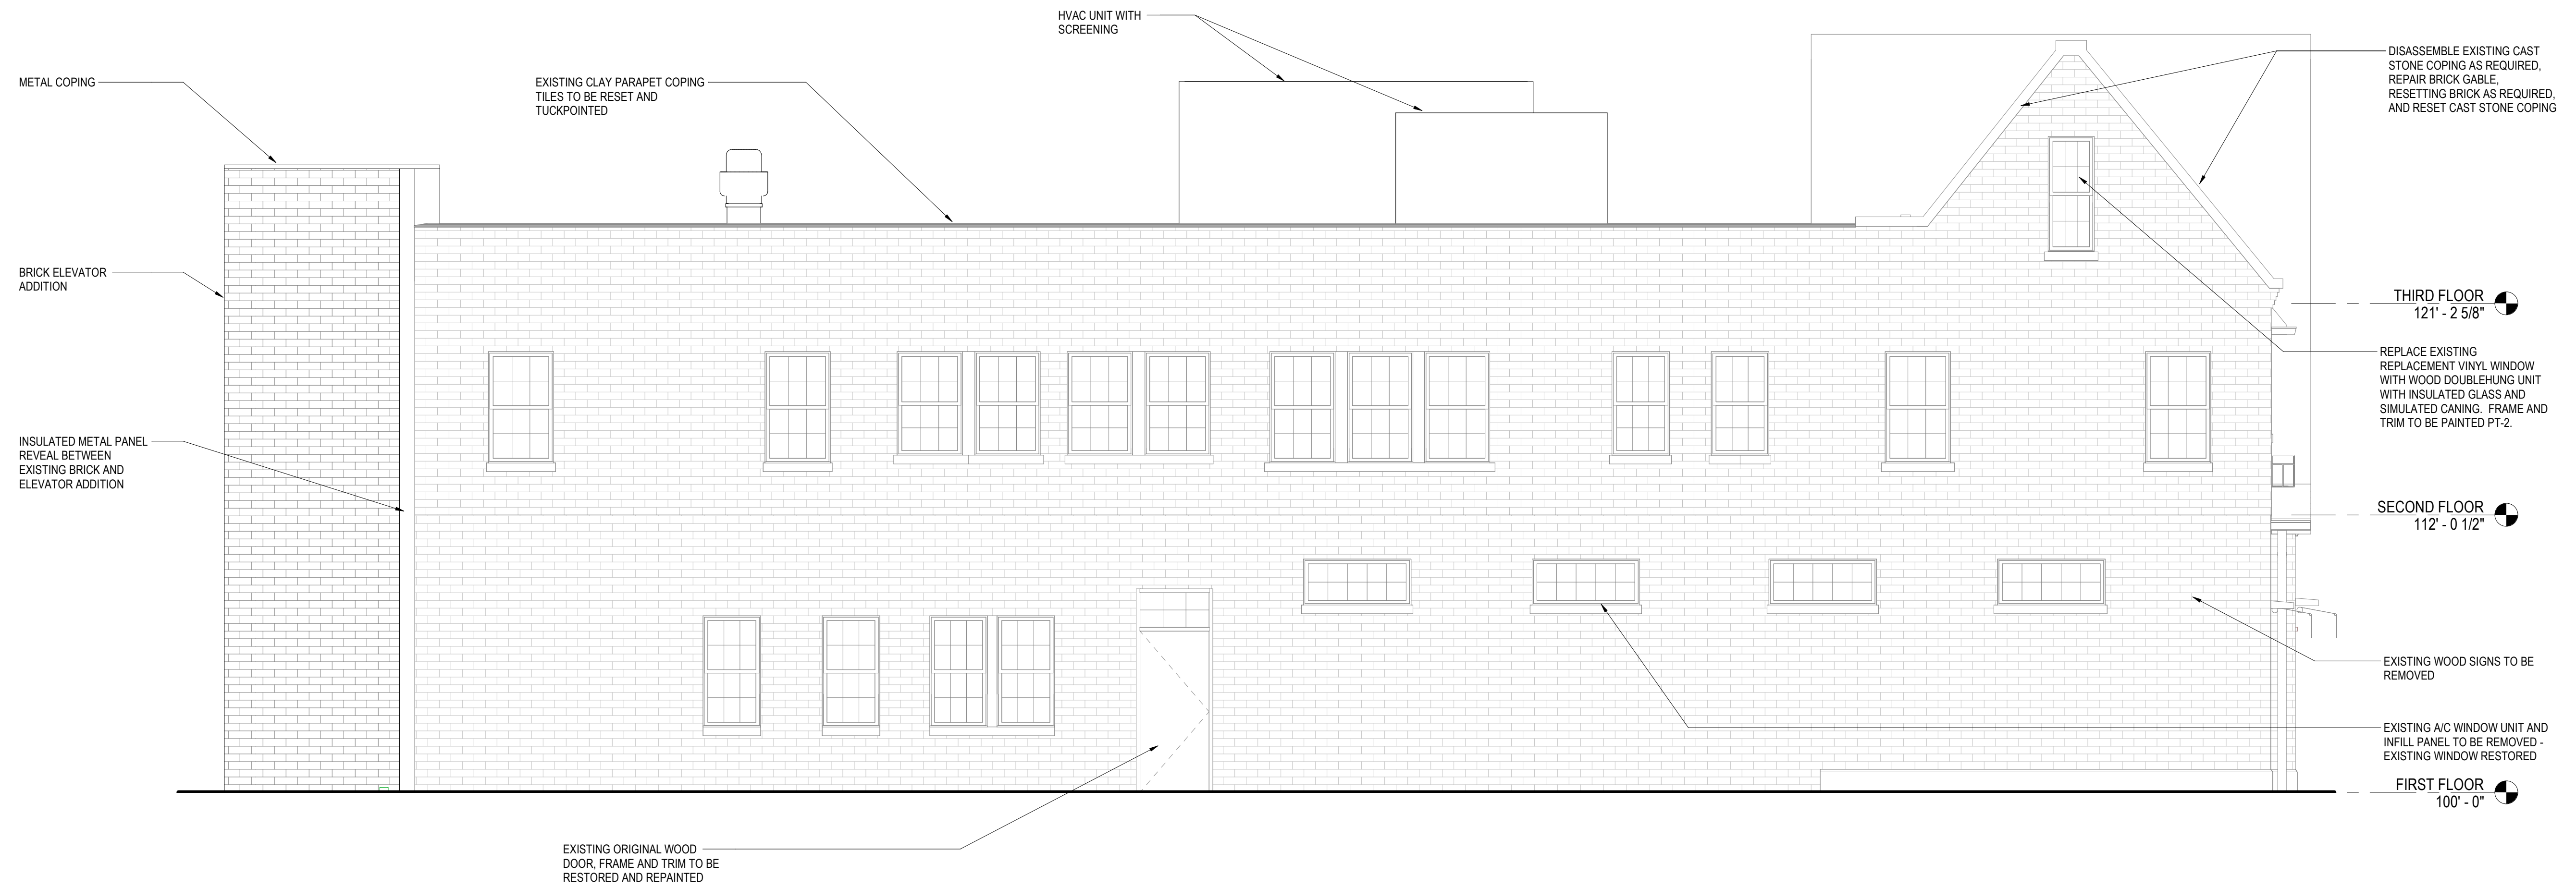 HVAC UNIT WITH
SCREENING
METAL COPING
EXISTING CLAY PARAPET COPING
TILES TO BE RESET AND
TUCKPOINTED
DISASSEMBLE EXISTING CAST
STONE COPING AS REQUIRED,
REPAIR BRICK GABLE,
RESETTING BRICK AS REQUIRED,
AND RESET CAST STONE COPING
BRICK ELEVATOR
ADDITION
THIRD FLOOR
121' - 2 5/8"
REPLACE EXISTING
REPLACEMENT VINYL WINDOW
WITH WOOD DOUBLEHUNG UNIT
WITH INSULATED GLASS AND
SIMULATED CANING. FRAME AND
TRIM TO BE PAINTED PT-2.
INSULATED METAL PANEL
REVEAL BETWEEN
EXISTING BRICK AND
ELEVATOR ADDITION
SECOND FLOOR
112' - 0 1/2"
EXISTING WOOD SIGNS TO BE
REMOVED
EXISTING A/C WINDOW UNIT AND
INFILL PANEL TO BE REMOVED -
EXISTING WINDOW RESTORED
FIRST FLOOR
100' - 0"
EXISTING ORIGINAL WOOD
DOOR, FRAME AND TRIM TO BE
RESTORED AND REPAINTED